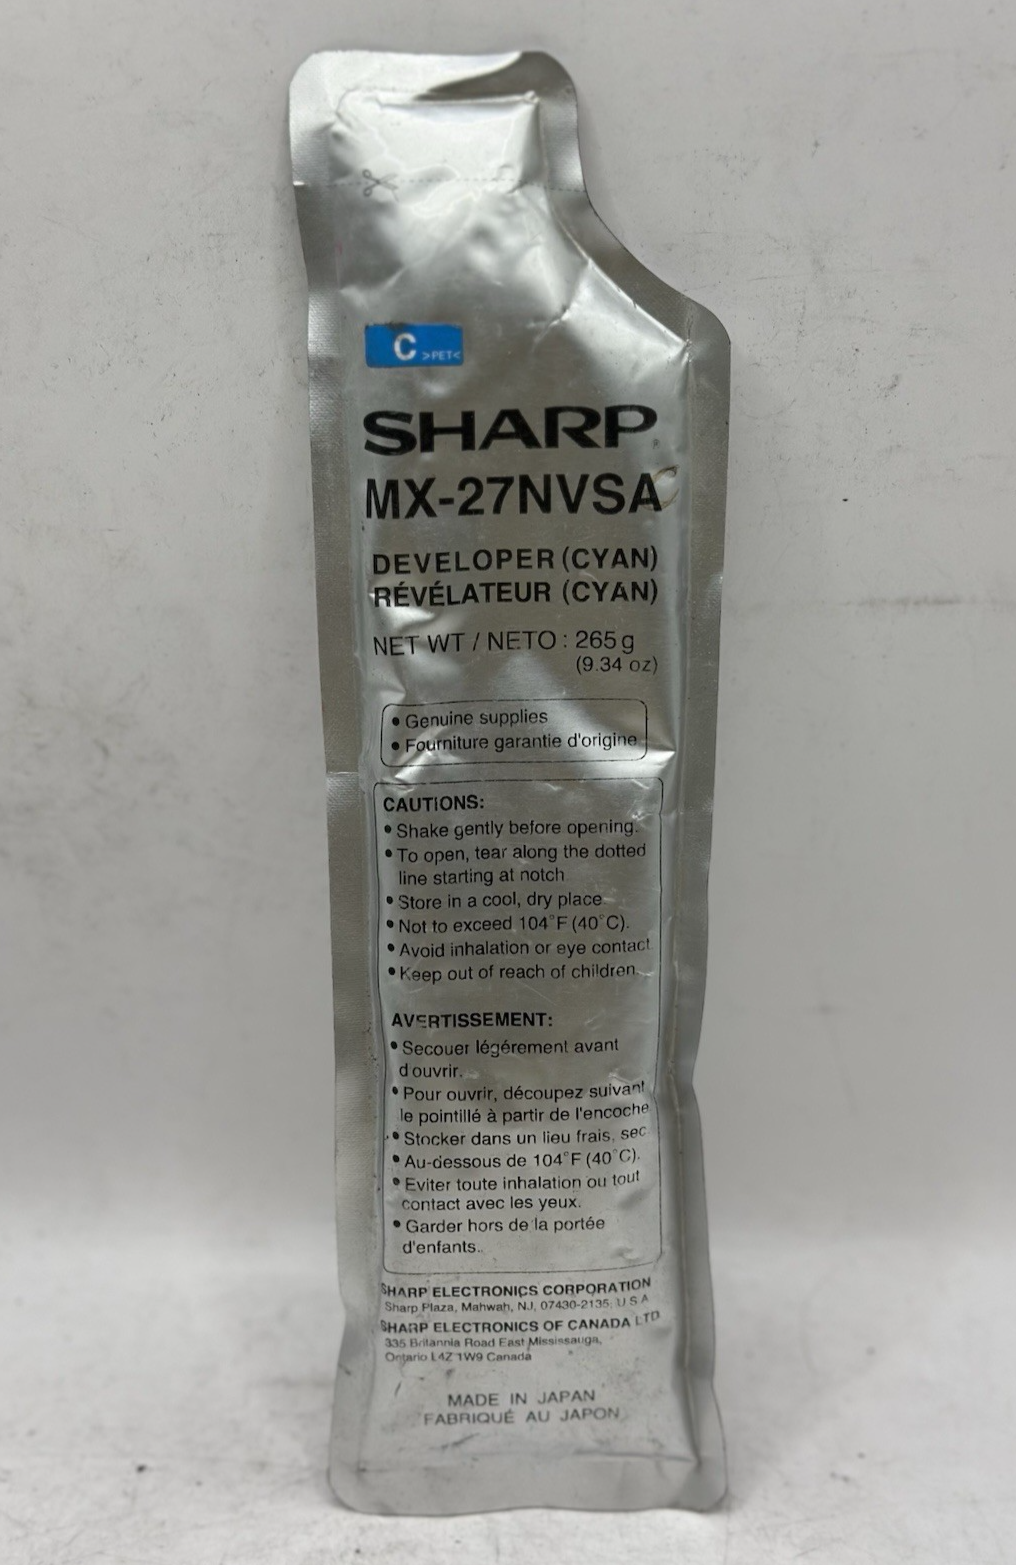 C >PET<
SHARP®
MX-27NVSA
DEVELOPER (CYAN)
RÉVÉLATEUR (CYAN)
NET WT / NETO : 265 g
(9.34 oz)
• Genuine supplies
• Fourniture garantie d'origine
CAUTIONS:
• Shake gently before opening.
• To open, tear along the dotted
line starting at notch
• Store in a cool, dry place
• Not to exceed 104°F (40°C).
• Avoid inhalation or eye contact
• Keep out of reach of children.
AVERTISSEMENT:
• Secouer légérement avant
d'ouvrir.
• Pour ouvrir, découpez suivant
le pointillé à partir de l'encoche
• Stocker dans un lieu frais, sec
• Au-dessous de 104°F (40°C).
• Eviter toute inhalation ou tout
contact avec les yeux.
• Garder hors de la portée
d'enfants.
SHARP ELECTRONICS CORPORATION
Sharp Plaza, Mahwah, NJ, 07430-2135, U S A
SHARP ELECTRONICS OF CANADA LTD
335 Britannia Road East Mississauga,
Ontario L4Z 1W9 Canada
MADE IN JAPAN
FABRIQUÉ AU JAPON